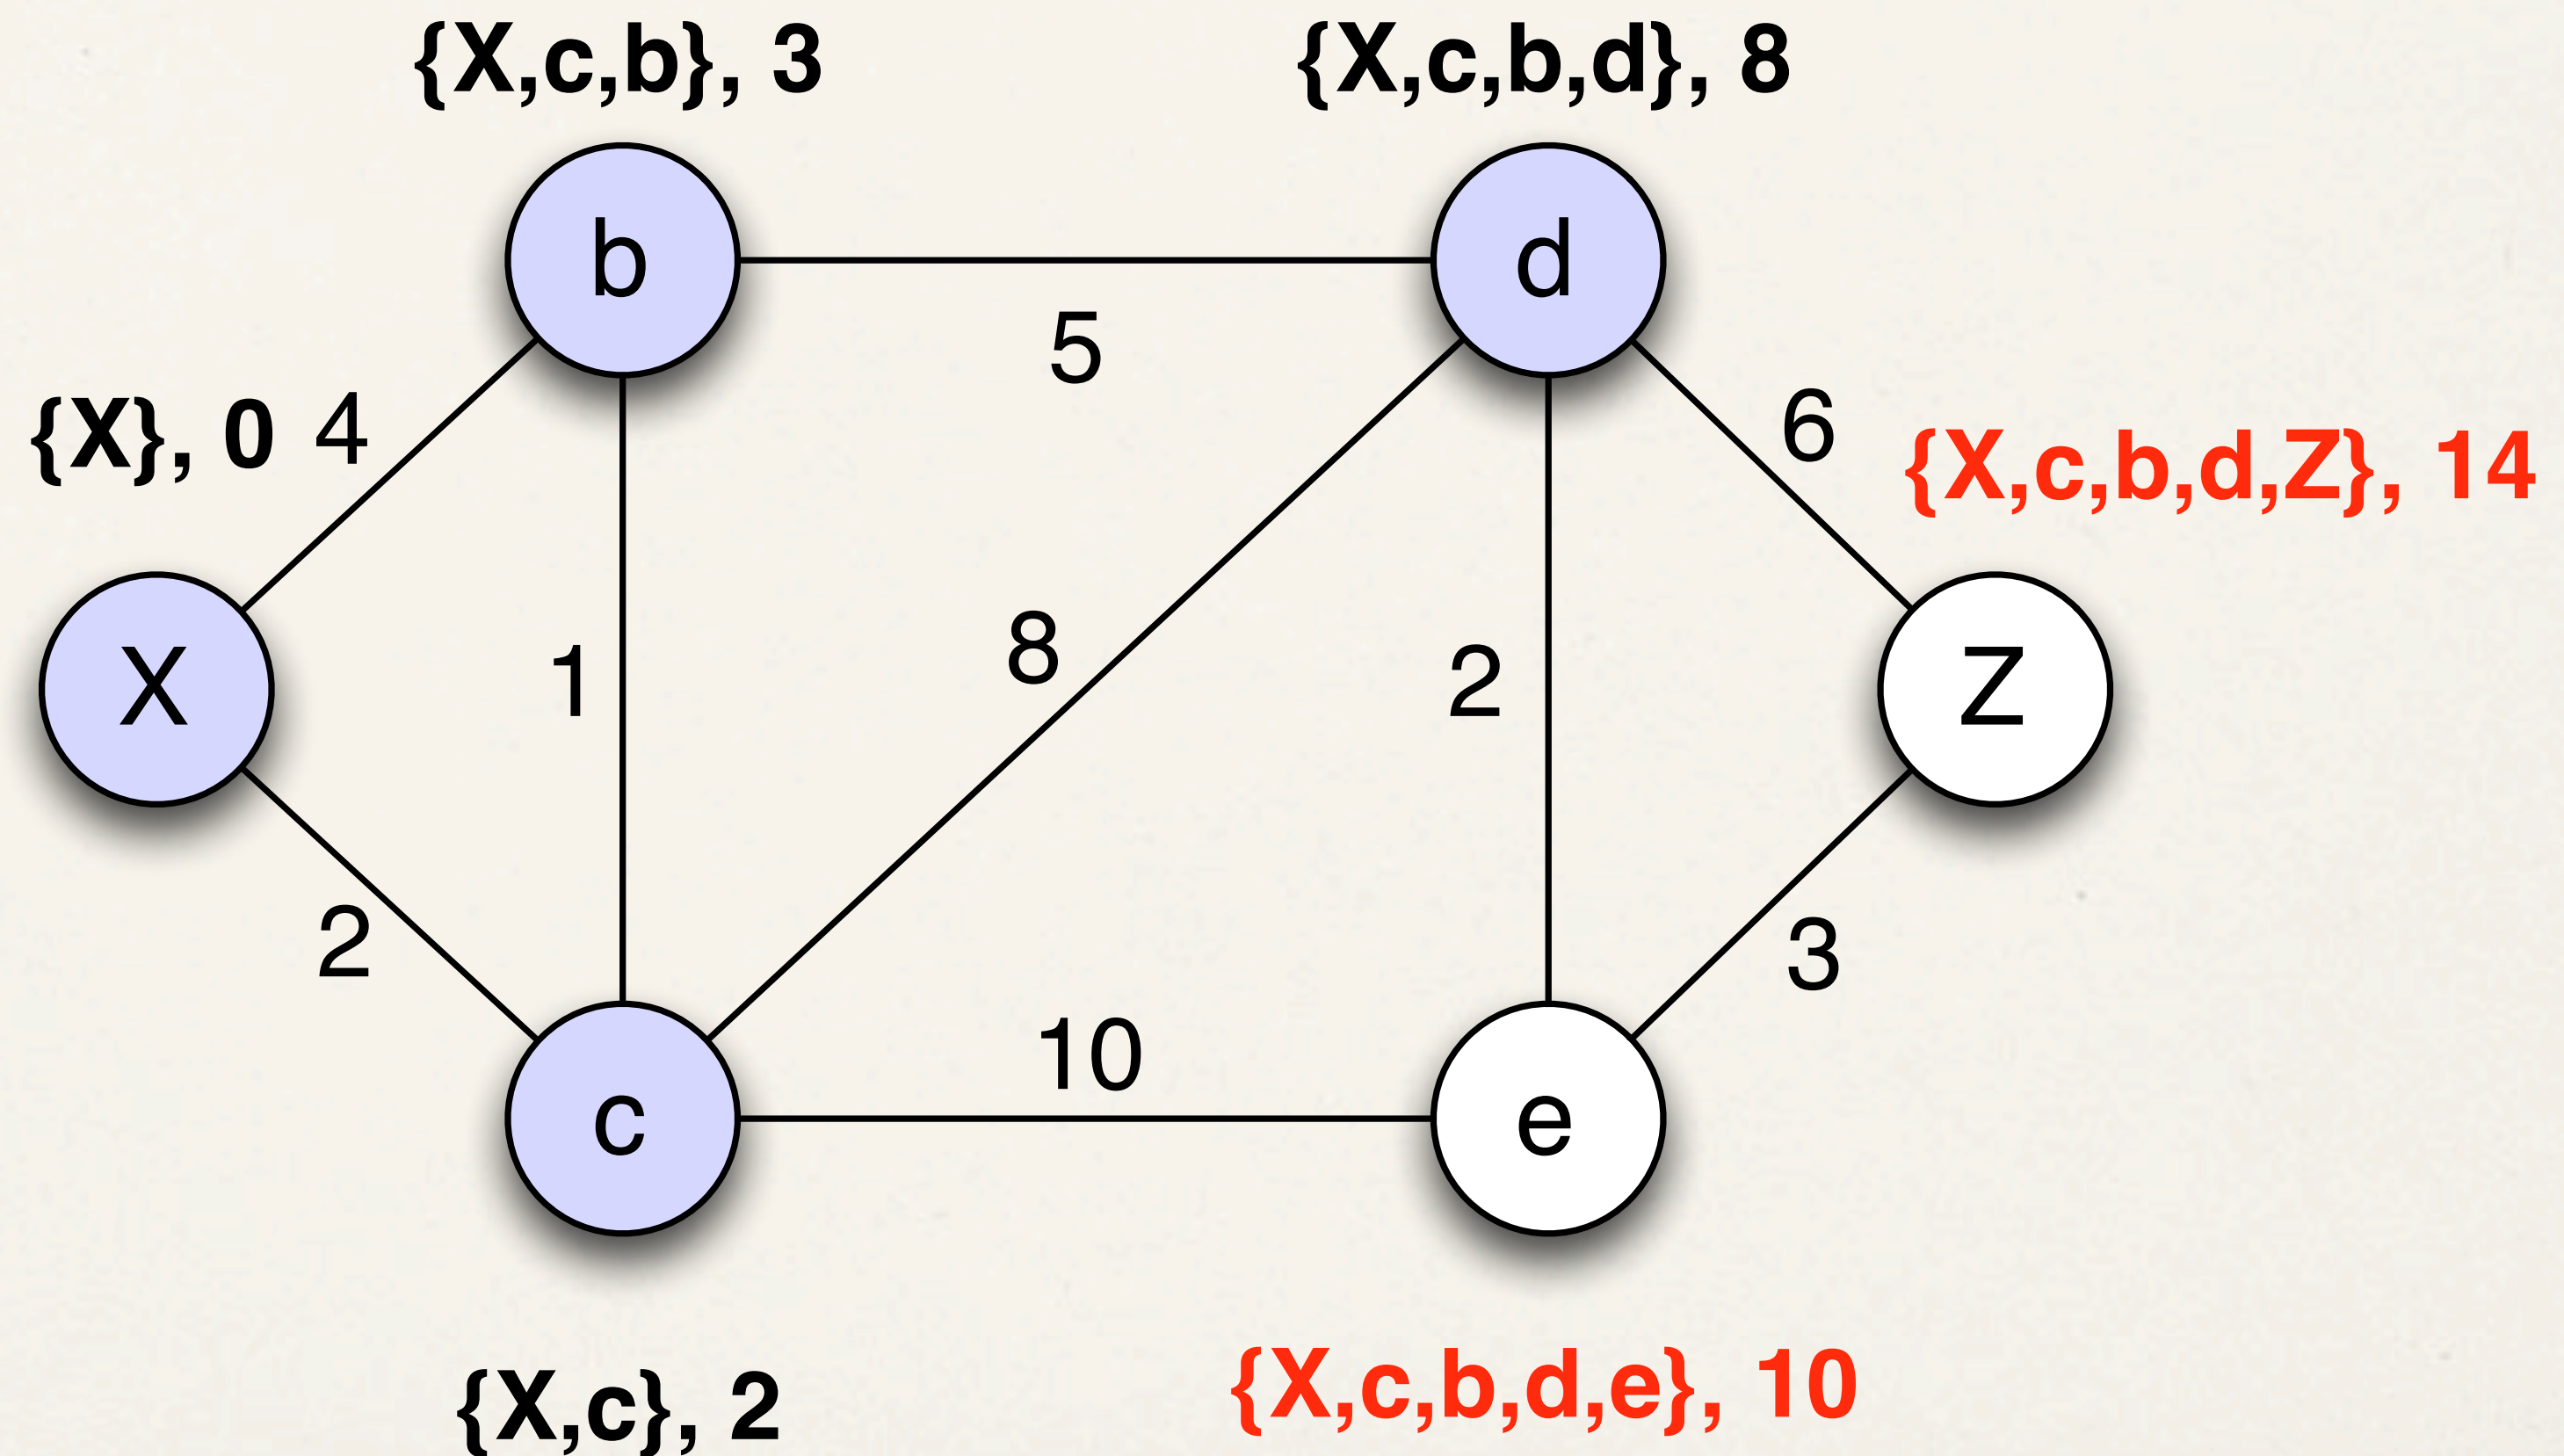 {X,c,b}, 3
{X,c,b,d}, 8
b
d
5
{X}, 0
4
6
{X,c,b,d,Z}, 14
X
1
8
2
Z
2
3
10
c
e
{X,c}, 2
{X,c,b,d,e}, 10